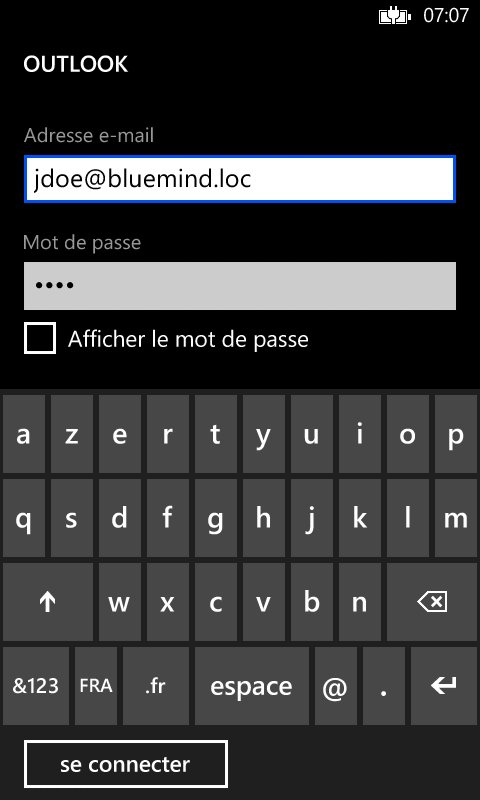 07:07
OUTLOOK
Adresse e-mail
jdoe@bluemind.loc
Mot de passe
••••
Afficher le mot de passe
a z e r t y u i o p
q s d f g h j k l m
w x c v b n
&123 FRA .fr espace @ .
se connecter